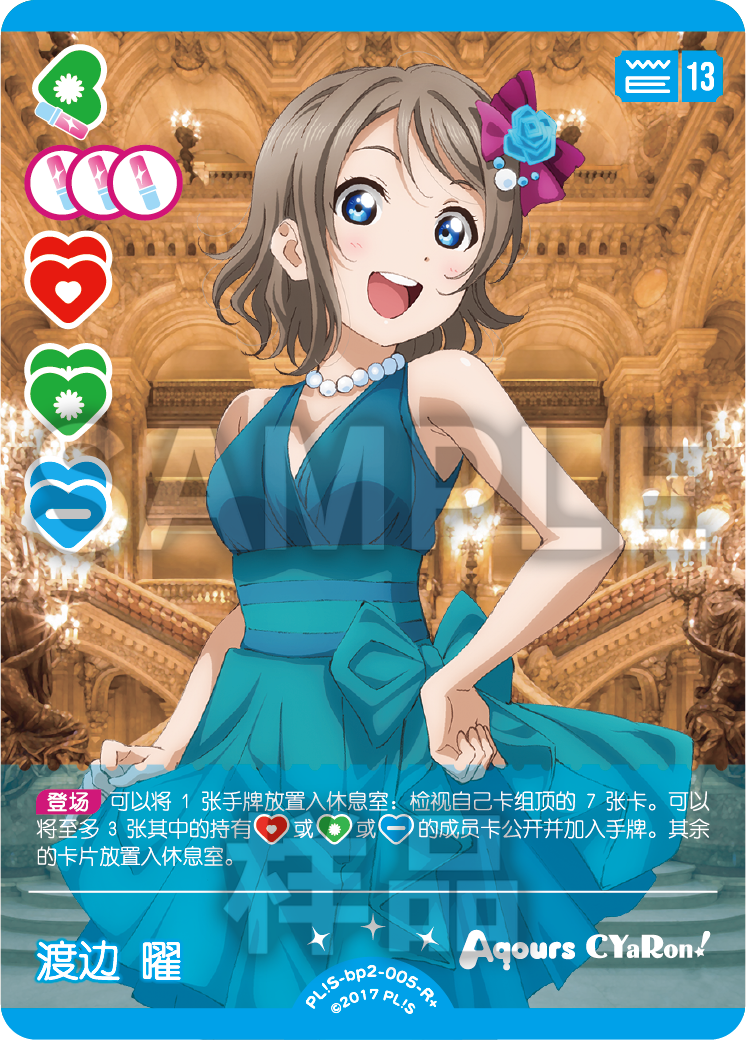 13
SAMPLE
登场 可以将 1 张手牌放置入休息室：检视自己卡组顶的 7 张卡。可以
将至多 3 张其中的持有或或的成员卡公开并加入手牌。其余
的卡片放置入休息室。
样品
渡边 曜
Aqours CYaRon!
PL!S-bp2-005-R+
©2017 PL!S